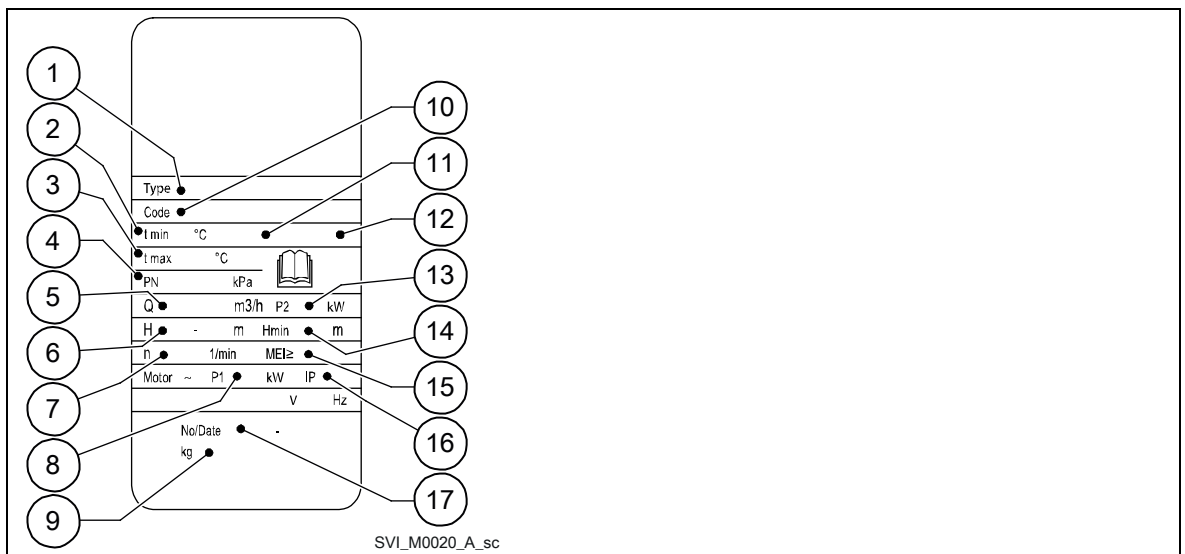 1
2
3
4
5
6
7
8
9
10
11
12
13
14
15
16
17
Type
Code
t min °C
t max °C
PN kPa
Q m3/h P2 kW
H - m Hmin m
n 1/min MEI≥
Motor ~ P1 kW IP
V Hz
No/Date -
kg
SVI_M0020_A_sc